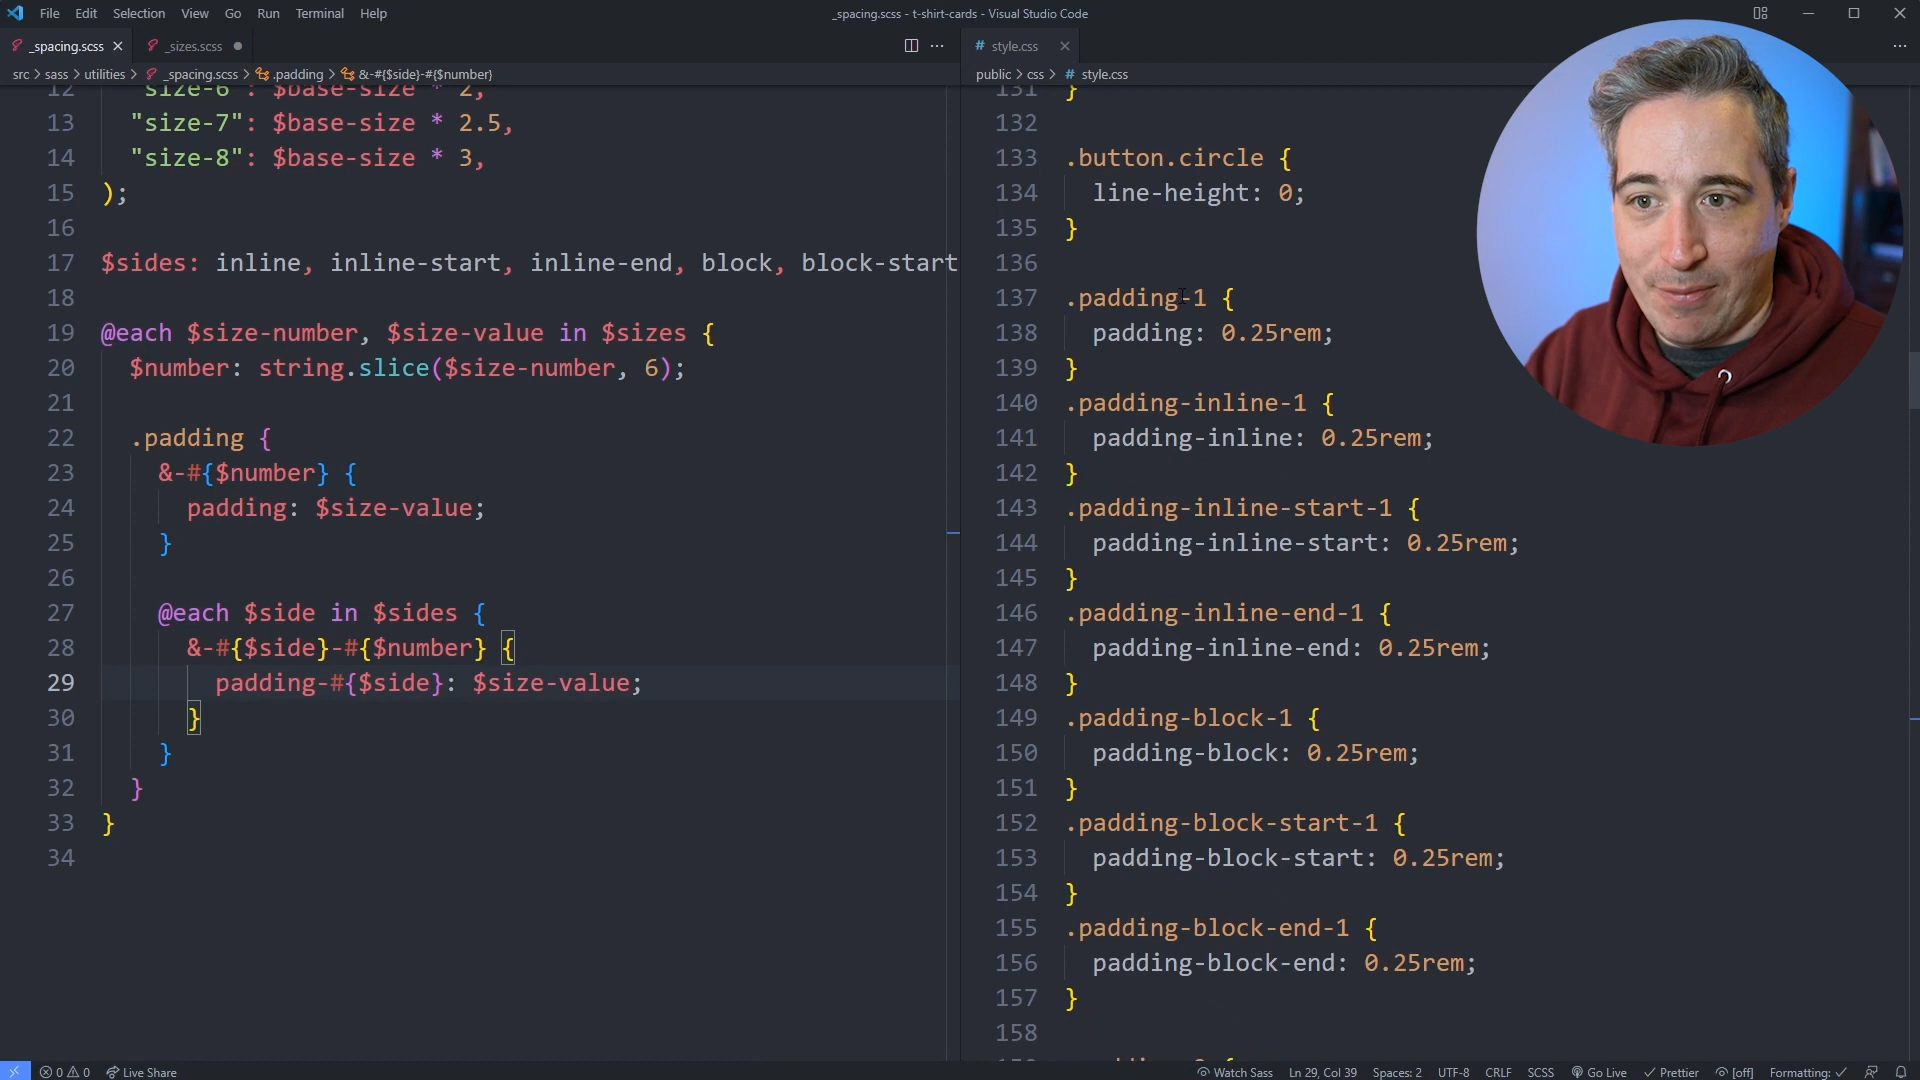 File Edit Selection View Go Run Terminal Help
_spacing.scss - t-shirt-cards - Visual Studio Code
_spacing.scss
_sizes.scss
src > sass > utilities > _spacing.scss > .padding > &-#{$side}-#{$number}
12 "size-6": $base-size * 2,
13 "size-7": $base-size * 2.5,
14 "size-8": $base-size * 3,
15 );
16
17 $sides: inline, inline-start, inline-end, block, block-start
18
19 @each $size-number, $size-value in $sizes {
20 $number: string.slice($size-number, 6);
21
22 .padding {
23 &-#{$number} {
24 padding: $size-value;
25 }
26
27 @each $side in $sides {
28 &-#{$side}-#{$number} {
29 padding-#{$side}: $size-value;
30 }
31 }
32 }
33 }
34
# style.css
public > css > # style.css
131 }
132
133 .button.circle {
134 line-height: 0;
135 }
136
137 .padding-1 {
138 padding: 0.25rem;
139 }
140 .padding-inline-1 {
141 padding-inline: 0.25rem;
142 }
143 .padding-inline-start-1 {
144 padding-inline-start: 0.25rem;
145 }
146 .padding-inline-end-1 {
147 padding-inline-end: 0.25rem;
148 }
149 .padding-block-1 {
150 padding-block: 0.25rem;
151 }
152 .padding-block-start-1 {
153 padding-block-start: 0.25rem;
154 }
155 .padding-block-end-1 {
156 padding-block-end: 0.25rem;
157 }
158
0 0 Live Share
Watch Sass Ln 29, Col 39 Spaces: 2 UTF-8 CRLF SCSS Go Live Prettier [off] Formatting: ✓